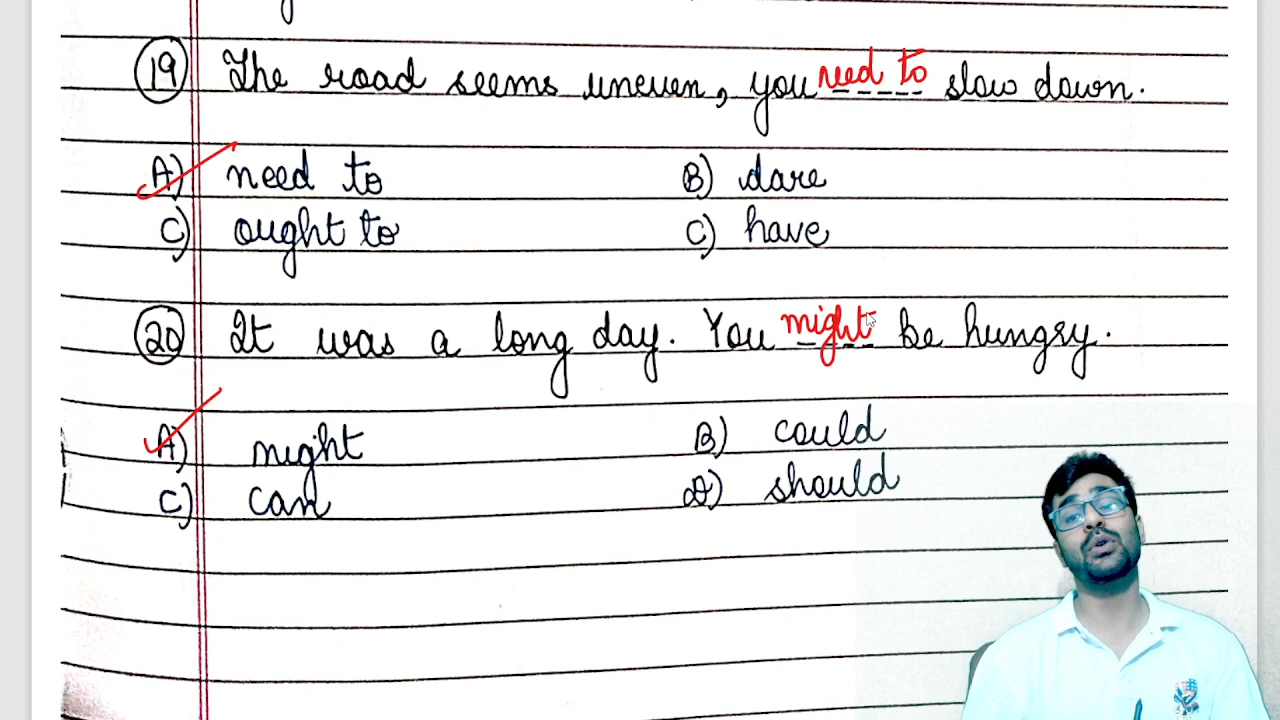 19 The road seems uneven, you need to slow down.
A) need to B) dare
C) ought to C) have
20 It was a long day. You might be hungry.
A) might B) could
C) can D) should